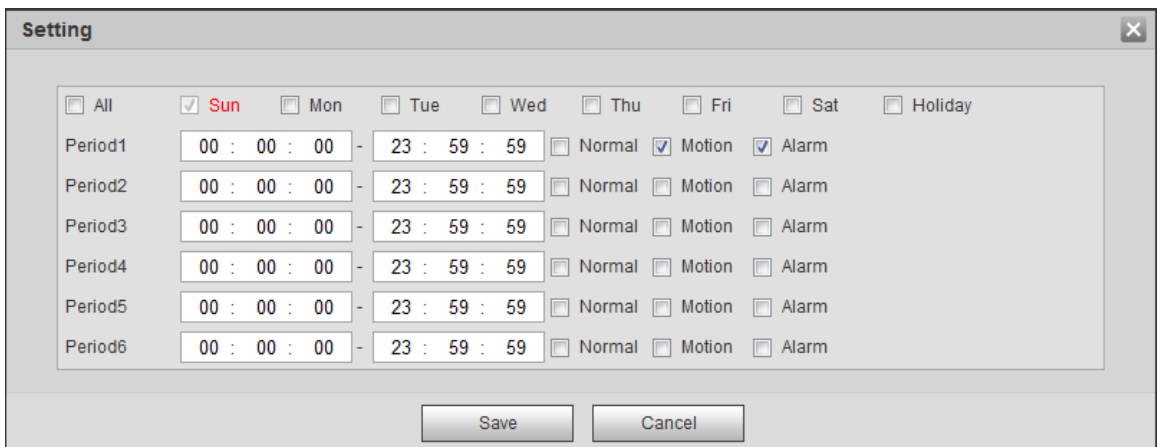 Setting
All Sun Mon Tue Wed Thu Fri Sat Holiday
Period1 00 : 00 : 00 - 23 : 59 : 59 Normal Motion Alarm
Period2 00 : 00 : 00 - 23 : 59 : 59 Normal Motion Alarm
Period3 00 : 00 : 00 - 23 : 59 : 59 Normal Motion Alarm
Period4 00 : 00 : 00 - 23 : 59 : 59 Normal Motion Alarm
Period5 00 : 00 : 00 - 23 : 59 : 59 Normal Motion Alarm
Period6 00 : 00 : 00 - 23 : 59 : 59 Normal Motion Alarm
Save Cancel